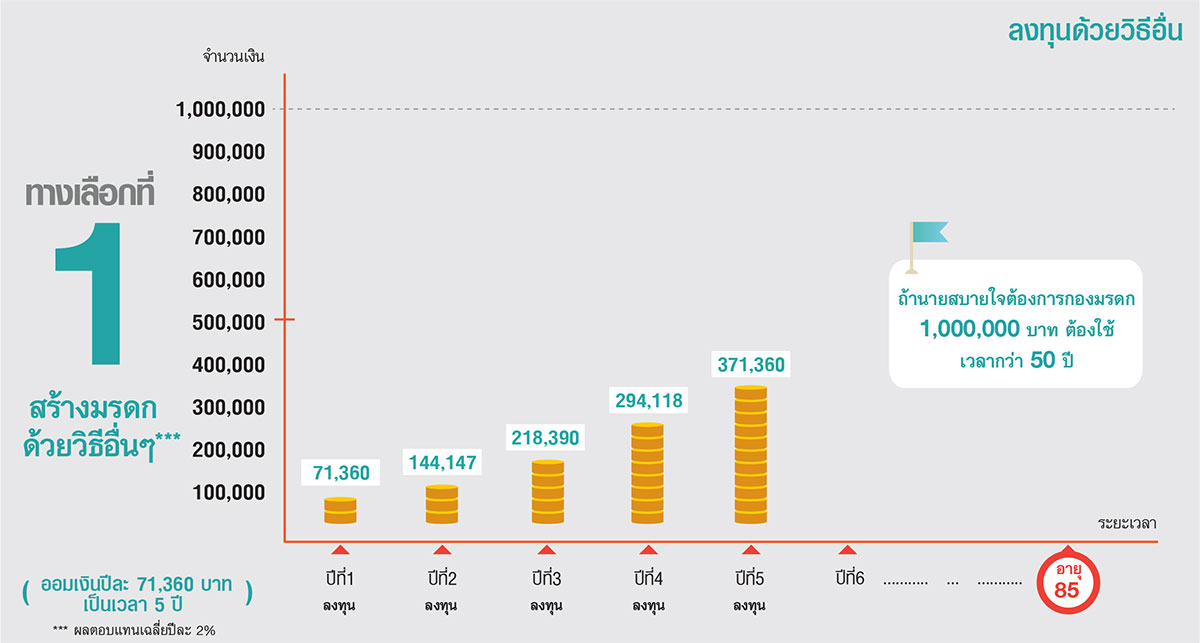 ลงทุนด้วยวิธีอื่น
จำนวนเงิน
1,000,000
900,000
800,000
700,000
600,000
500,000
400,000
300,000
200,000
100,000
ทางเลือกที่
1
สร้างมรดก
ด้วยวิธีอื่นๆ***
(ออมเงินปีละ 71,360 บาท
เป็นเวลา 5 ปี)
*** ผลตอบแทนเฉลี่ยปีละ 2%
71,360
144,147
218,390
294,118
371,360
ถ้านายสบายใจต้องการกองมรดก
1,000,000 บาท ต้องใช้
เวลากว่า 50 ปี
ระยะเวลา
ปีที่1 ปีที่2 ปีที่3 ปีที่4 ปีที่5 ปีที่6 ........... ... ...........
ลงทุน ลงทุน ลงทุน ลงทุน ลงทุน
อายุ
85